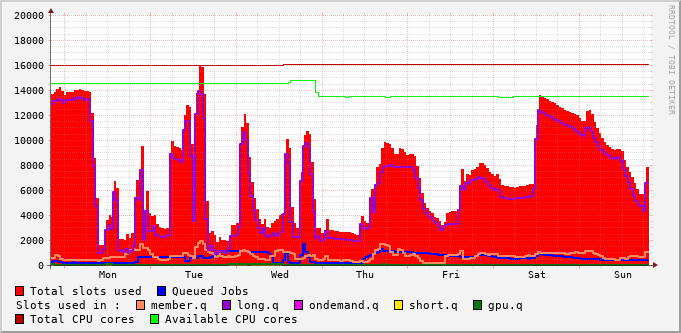 20000
18000
16000
14000
12000
10000
8000
6000
4000
2000
0
Mon Tue Wed Thu Fri Sat Sun
RRDTOOL / TOBI OETIKER
Total slots used Queued Jobs
Slots used in : member.q long.q ondemand.q short.q gpu.q
Total CPU cores Available CPU cores